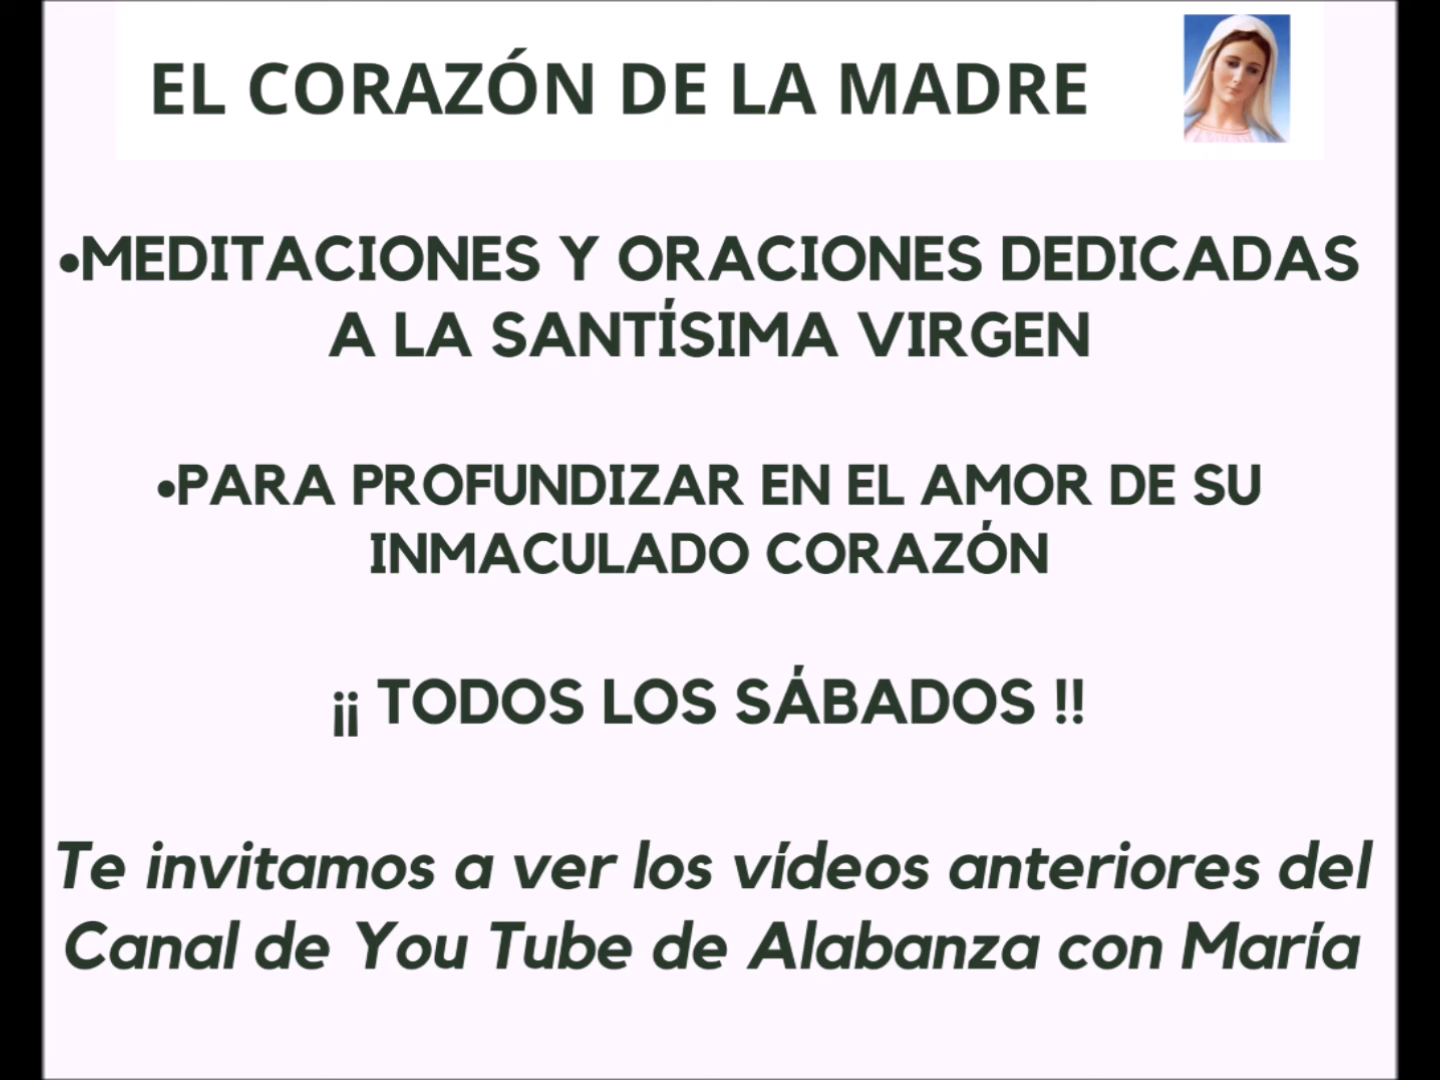 EL CORAZÓN DE LA MADRE
•MEDITACIONES Y ORACIONES DEDICADAS
A LA SANTÍSIMA VIRGEN
•PARA PROFUNDIZAR EN EL AMOR DE SU
INMACULADO CORAZÓN
¡¡ TODOS LOS SÁBADOS !!
Te invitamos a ver los vídeos anteriores del
Canal de You Tube de Alabanza con María